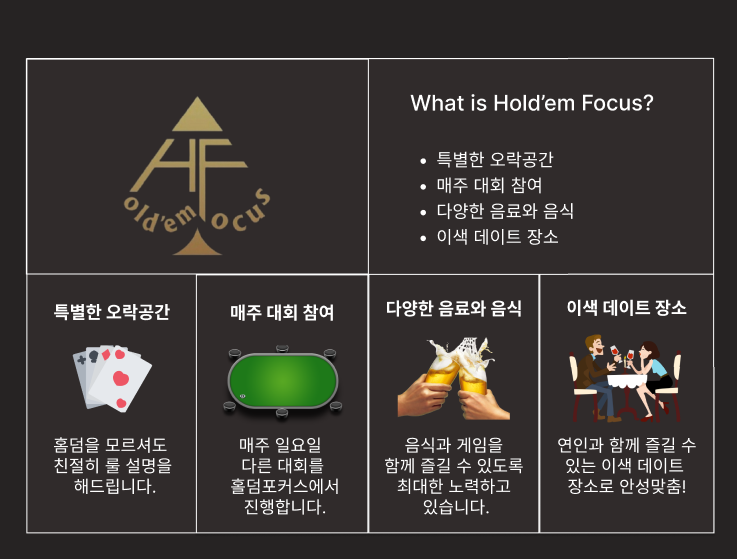 HF
old'em Focus
What is Hold'em Focus?
• 특별한 오락공간
• 매주 대회 참여
• 다양한 음료와 음식
• 이색 데이트 장소
특별한 오락공간
홈덤을 모르셔도
친절히 룰 설명을
해드립니다.
매주 대회 참여
매주 일요일
다른 대회를
홀덤포커스에서
진행합니다.
다양한 음료와 음식
음식과 게임을
함께 즐길 수 있도록
최대한 노력하고
있습니다.
이색 데이트 장소
연인과 함께 즐길 수
있는 이색 데이트
장소로 안성맞춤!